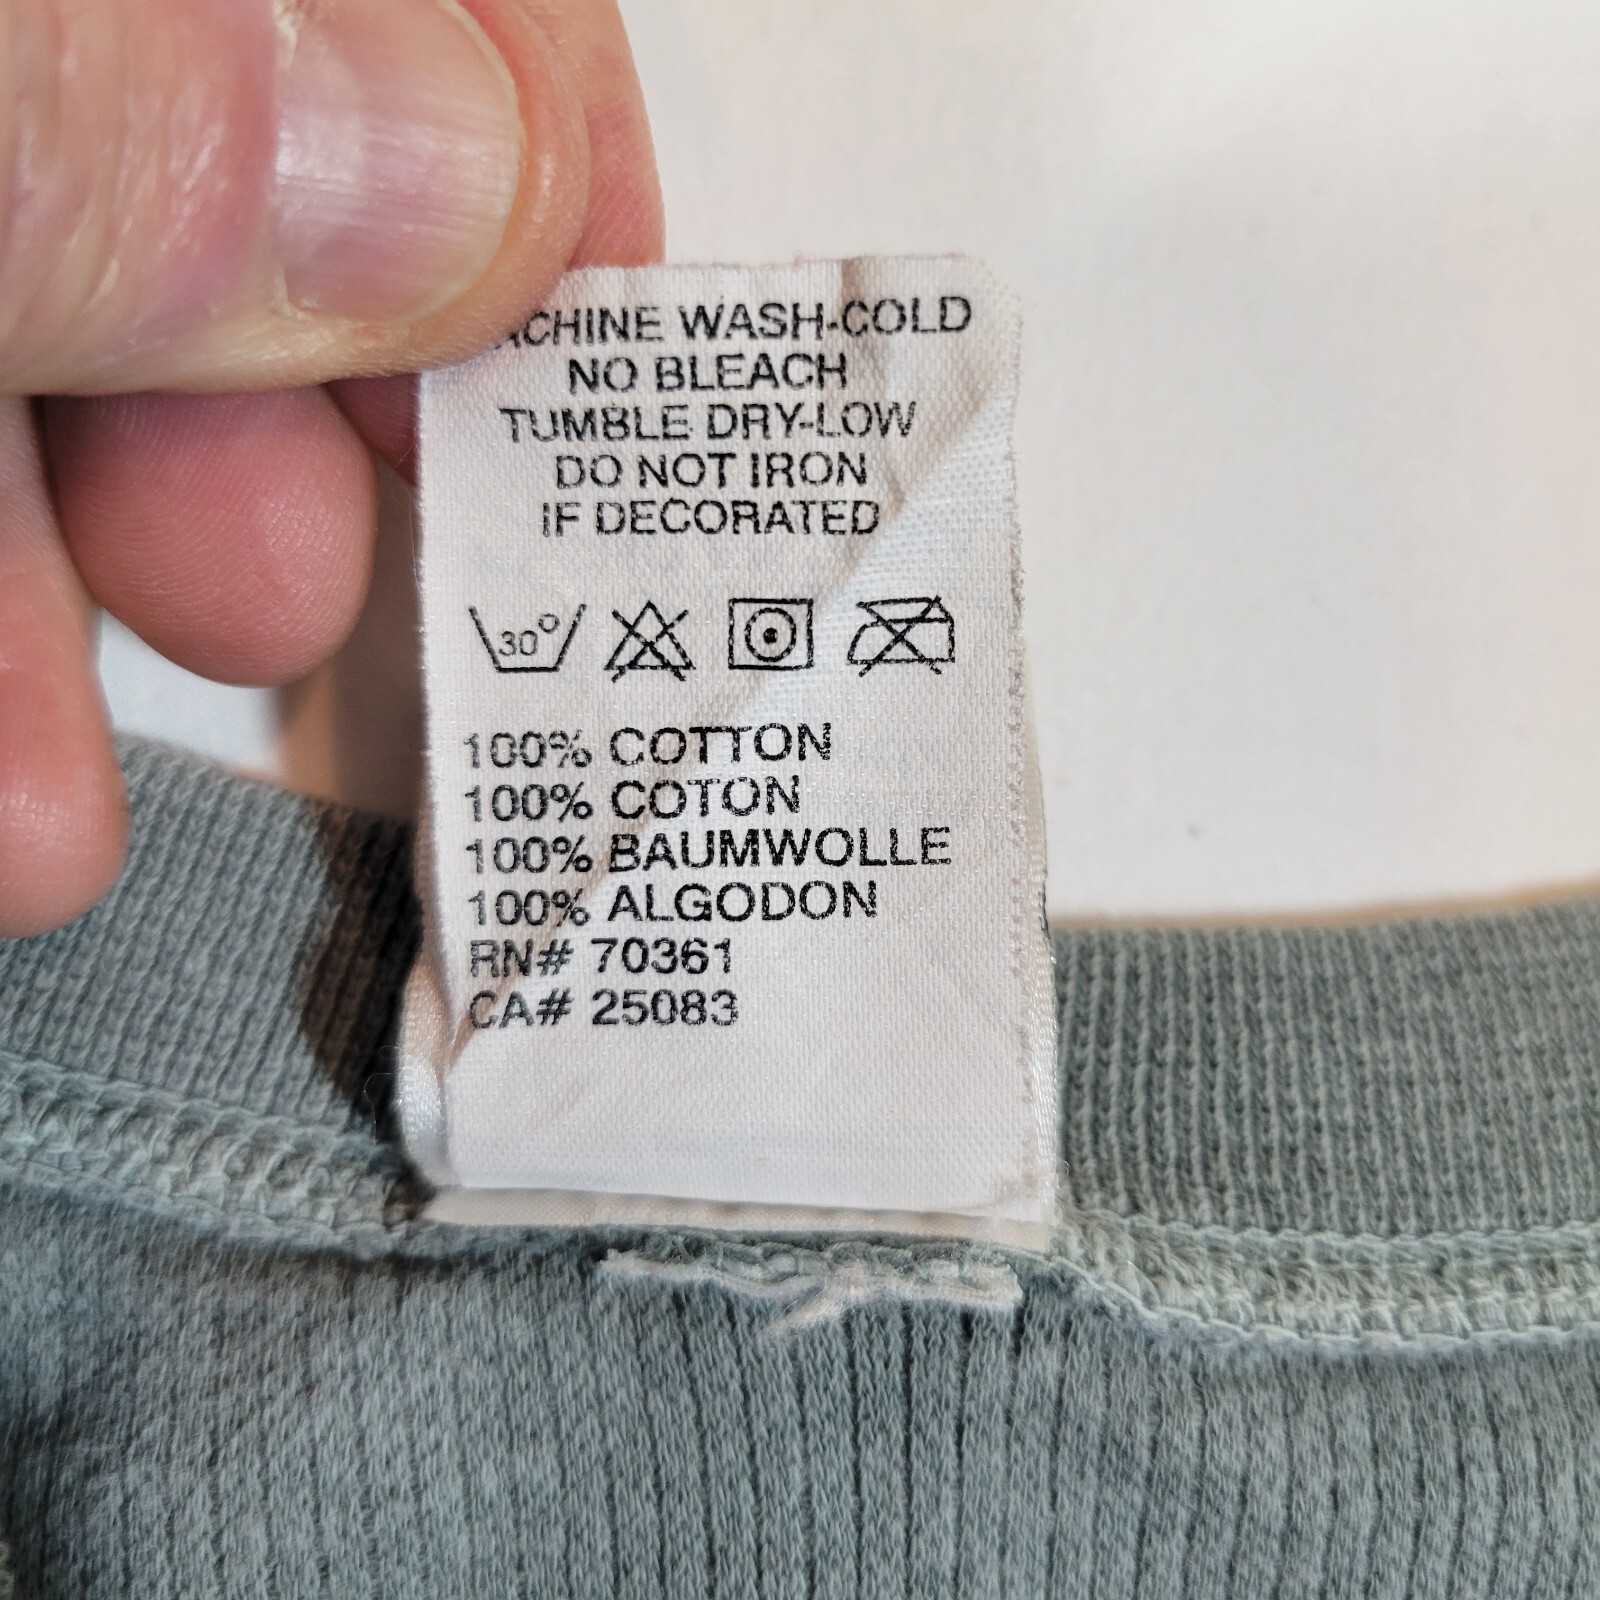 ACHINE WASH-COLD
NO BLEACH
TUMBLE DRY-LOW
DO NOT IRON
IF DECORATED
30°
100% COTTON
100% COTON
100% BAUMWOLLE
100% ALGODON
RN# 70361
CA# 25083